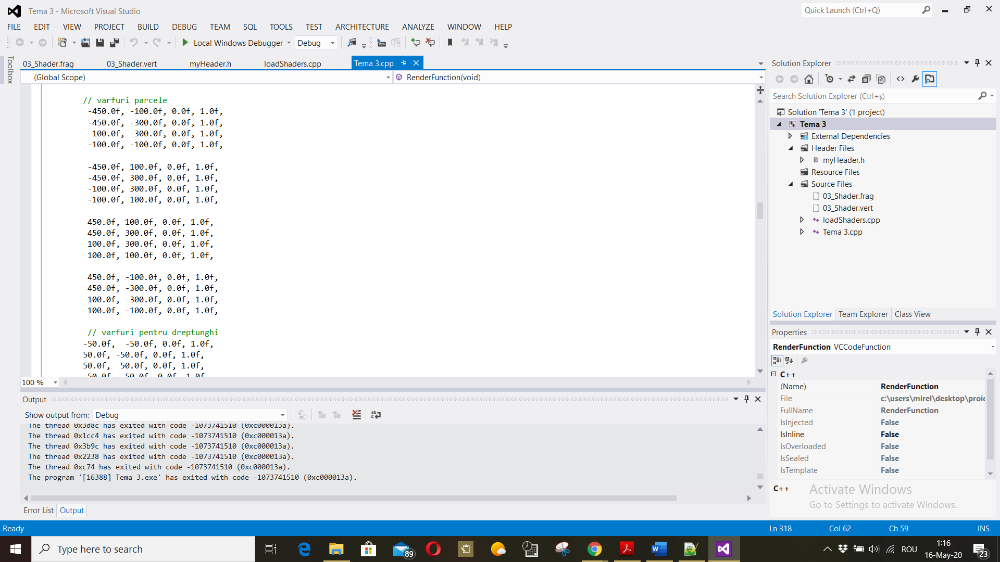 Tema 3 - Microsoft Visual Studio
Quick Launch (Ctrl+Q)
FILE EDIT VIEW PROJECT BUILD DEBUG TEAM SQL TOOLS TEST ARCHITECTURE ANALYZE WINDOW HELP
Local Windows Debugger Debug
Toolbox
03_Shader.frag 03_Shader.vert myHeader.h loadShaders.cpp Tema 3.cpp
(Global Scope) RenderFunction(void)
// varfuri parcele
-450.0f, -100.0f, 0.0f, 1.0f,
-450.0f, -300.0f, 0.0f, 1.0f,
-100.0f, -300.0f, 0.0f, 1.0f,
-100.0f, -100.0f, 0.0f, 1.0f,
-450.0f, 100.0f, 0.0f, 1.0f,
-450.0f, 300.0f, 0.0f, 1.0f,
-100.0f, 300.0f, 0.0f, 1.0f,
-100.0f, 100.0f, 0.0f, 1.0f,
450.0f, 100.0f, 0.0f, 1.0f,
450.0f, 300.0f, 0.0f, 1.0f,
100.0f, 300.0f, 0.0f, 1.0f,
100.0f, 100.0f, 0.0f, 1.0f,
450.0f, -100.0f, 0.0f, 1.0f,
450.0f, -300.0f, 0.0f, 1.0f,
100.0f, -300.0f, 0.0f, 1.0f,
100.0f, -100.0f, 0.0f, 1.0f,
// varfuri pentru dreptunghi
-50.0f,  -50.0f, 0.0f, 1.0f,
50.0f, -50.0f, 0.0f, 1.0f,
50.0f,  50.0f, 0.0f, 1.0f,
100 %
Output
Show output from: Debug
The thread 0x3d8c has exited with code -1073741510 (0xc000013a).
The thread 0x1cc4 has exited with code -1073741510 (0xc000013a).
The thread 0x3b9c has exited with code -1073741510 (0xc000013a).
The thread 0x2238 has exited with code -1073741510 (0xc000013a).
The thread 0xc74 has exited with code -1073741510 (0xc000013a).
The program '[16388] Tema 3.exe' has exited with code -1073741510 (0xc000013a).
Error List Output
Solution Explorer
Search Solution Explorer (Ctrl+ș)
Solution 'Tema 3' (1 project)
Tema 3
External Dependencies
Header Files
myHeader.h
Resource Files
Source Files
03_Shader.frag
03_Shader.vert
loadShaders.cpp
Tema 3.cpp
Solution Explorer Team Explorer Class View
Properties
RenderFunction VCCodeFunction
C++
(Name) RenderFunction
File c:\users\mirel\desktop\proie
FullName RenderFunction
IsInjected False
IsInline False
IsOverloaded False
IsSealed False
IsTemplate False
C++
Activate Windows
Go to Settings to activate Windows.
Ready Ln 318 Col 62 Ch 59 INS
Type here to search
89
ROU
1:16
16-May-20
23